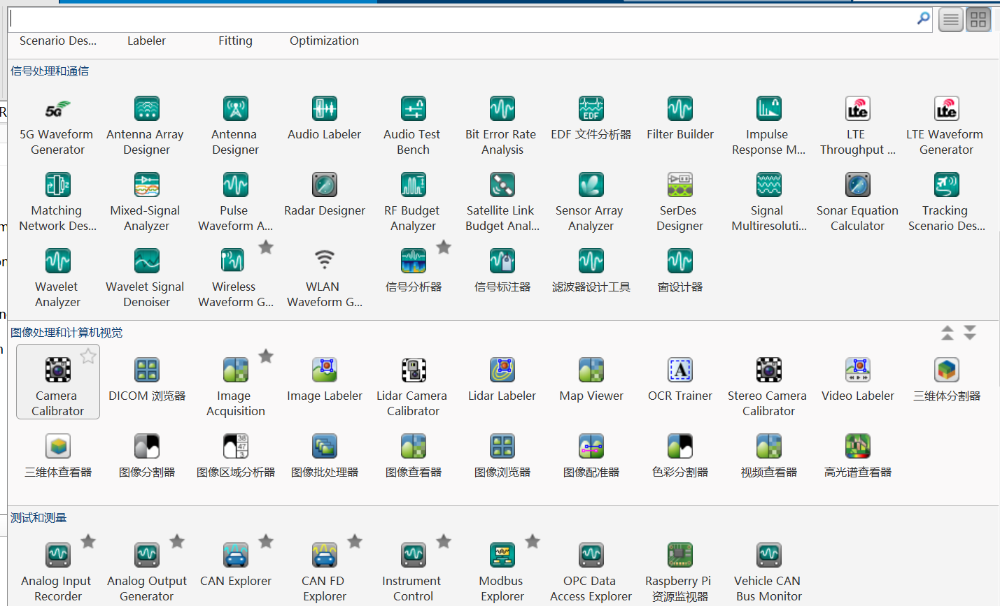 Scenario Des... Labeler Fitting Optimization
信号处理和通信
5G Waveform Generator
Antenna Array Designer
Antenna Designer
Audio Labeler
Audio Test Bench
Bit Error Rate Analysis
EDF
EDF 文件分析器
Filter Builder
Impulse Response M...
LTE Throughput ...
LTE Waveform Generator
Matching Network Des...
Mixed-Signal Analyzer
Pulse Waveform A...
Radar Designer
RF Budget Analyzer
Satellite Link Budget Anal...
Sensor Array Analyzer
SerDes Designer
Signal Multiresoluti...
Sonar Equation Calculator
Tracking Scenario Des...
Wavelet Analyzer
Wavelet Signal Denoiser
Wireless Waveform G...
WLAN Waveform G...
信号分析器
信号标注器
滤波器设计工具
窗设计器
图像处理和计算机视觉
Camera Calibrator
DICOM 浏览器
Image Acquisition
Image Labeler
Lidar Camera Calibrator
Lidar Labeler
Map Viewer
OCR Trainer
Stereo Camera Calibrator
Video Labeler
三维体分割器
三维体查看器
图像分割器
图像区域分析器
图像批处理器
图像查看器
图像浏览器
图像配准器
色彩分割器
视频查看器
高光谱查看器
测试和测量
Analog Input Recorder
Analog Output Generator
CAN Explorer
CAN FD Explorer
Instrument Control
Modbus Explorer
OPC Data Access Explorer
Raspberry Pi 资源监视器
Vehicle CAN Bus Monitor